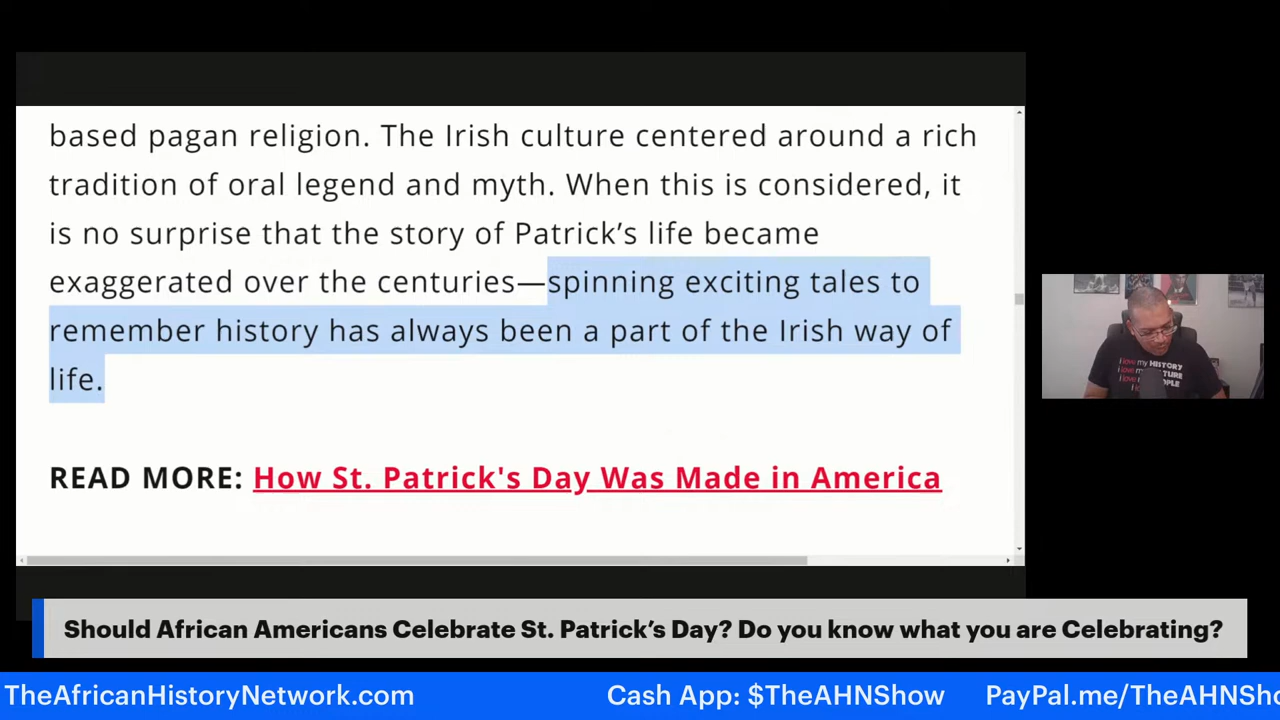 based pagan religion. The Irish culture centered around a rich
tradition of oral legend and myth. When this is considered, it
is no surprise that the story of Patrick’s life became
exaggerated over the centuries—spinning exciting tales to
remember history has always been a part of the Irish way of
life.
READ MORE: How St. Patrick's Day Was Made in America
I love my HISTORY
Should African Americans Celebrate St. Patrick’s Day? Do you know what you are Celebrating?
TheAfricanHistoryNetwork.com Cash App: $TheAHNShow PayPal.me/TheAHNSho